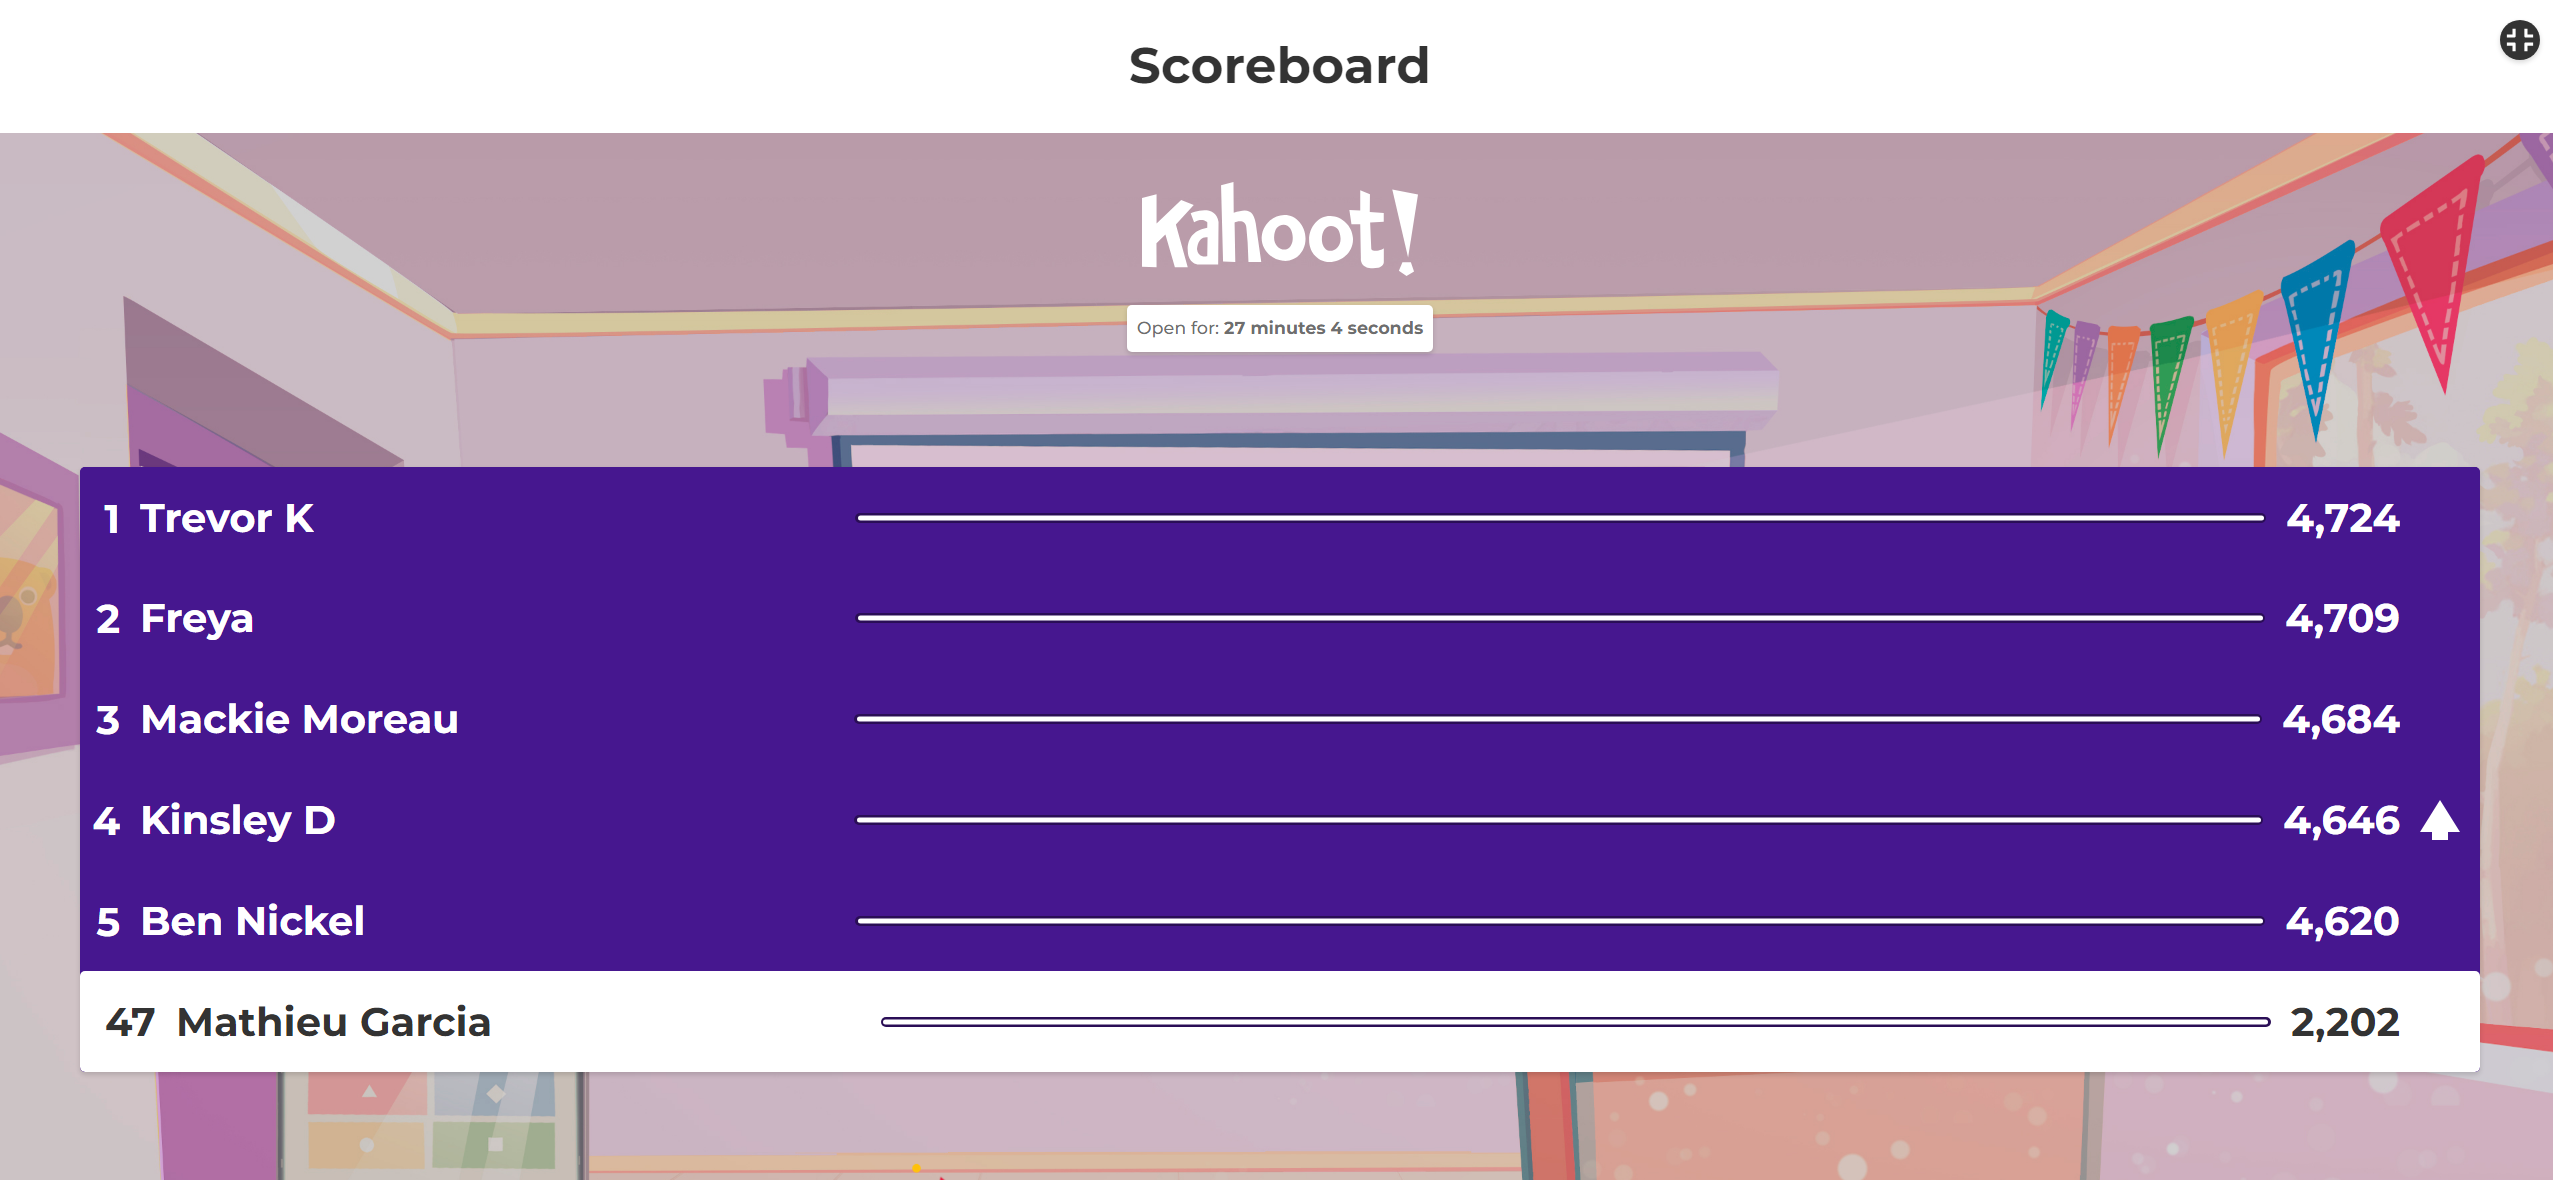 Scoreboard
Kahoot!
Open for: 27 minutes 4 seconds
1 Trevor K 4,724
2 Freya 4,709
3 Mackie Moreau 4,684
4 Kinsley D 4,646
5 Ben Nickel 4,620
47 Mathieu Garcia 2,202